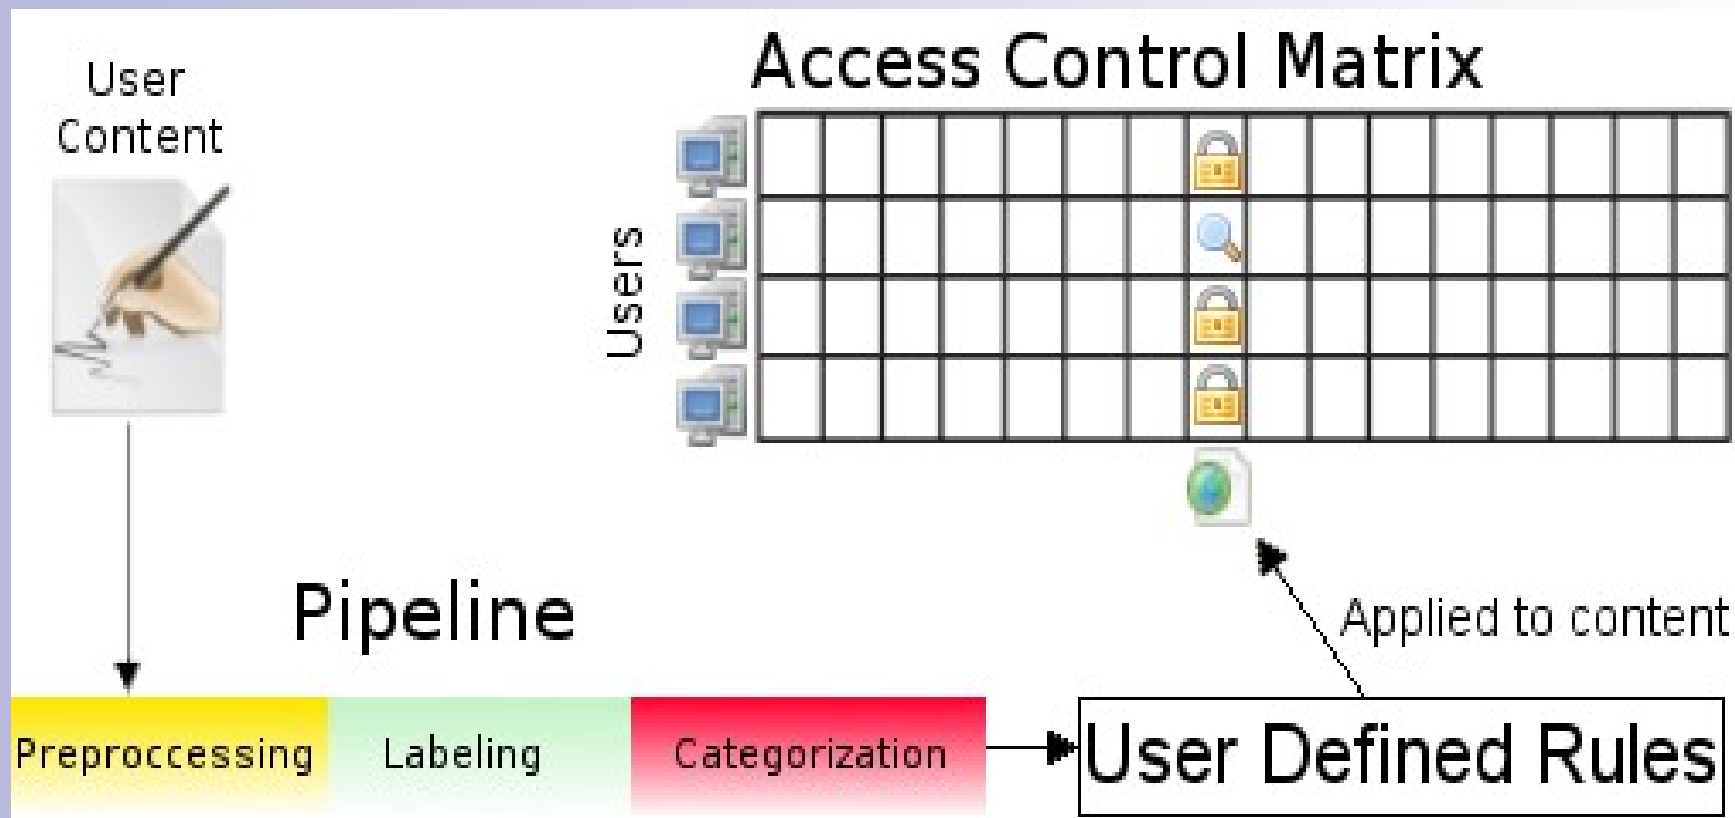 User
Content
Access Control Matrix
Users
Pipeline
Applied to content
Preproccessing
Labeling
Categorization
User Defined Rules